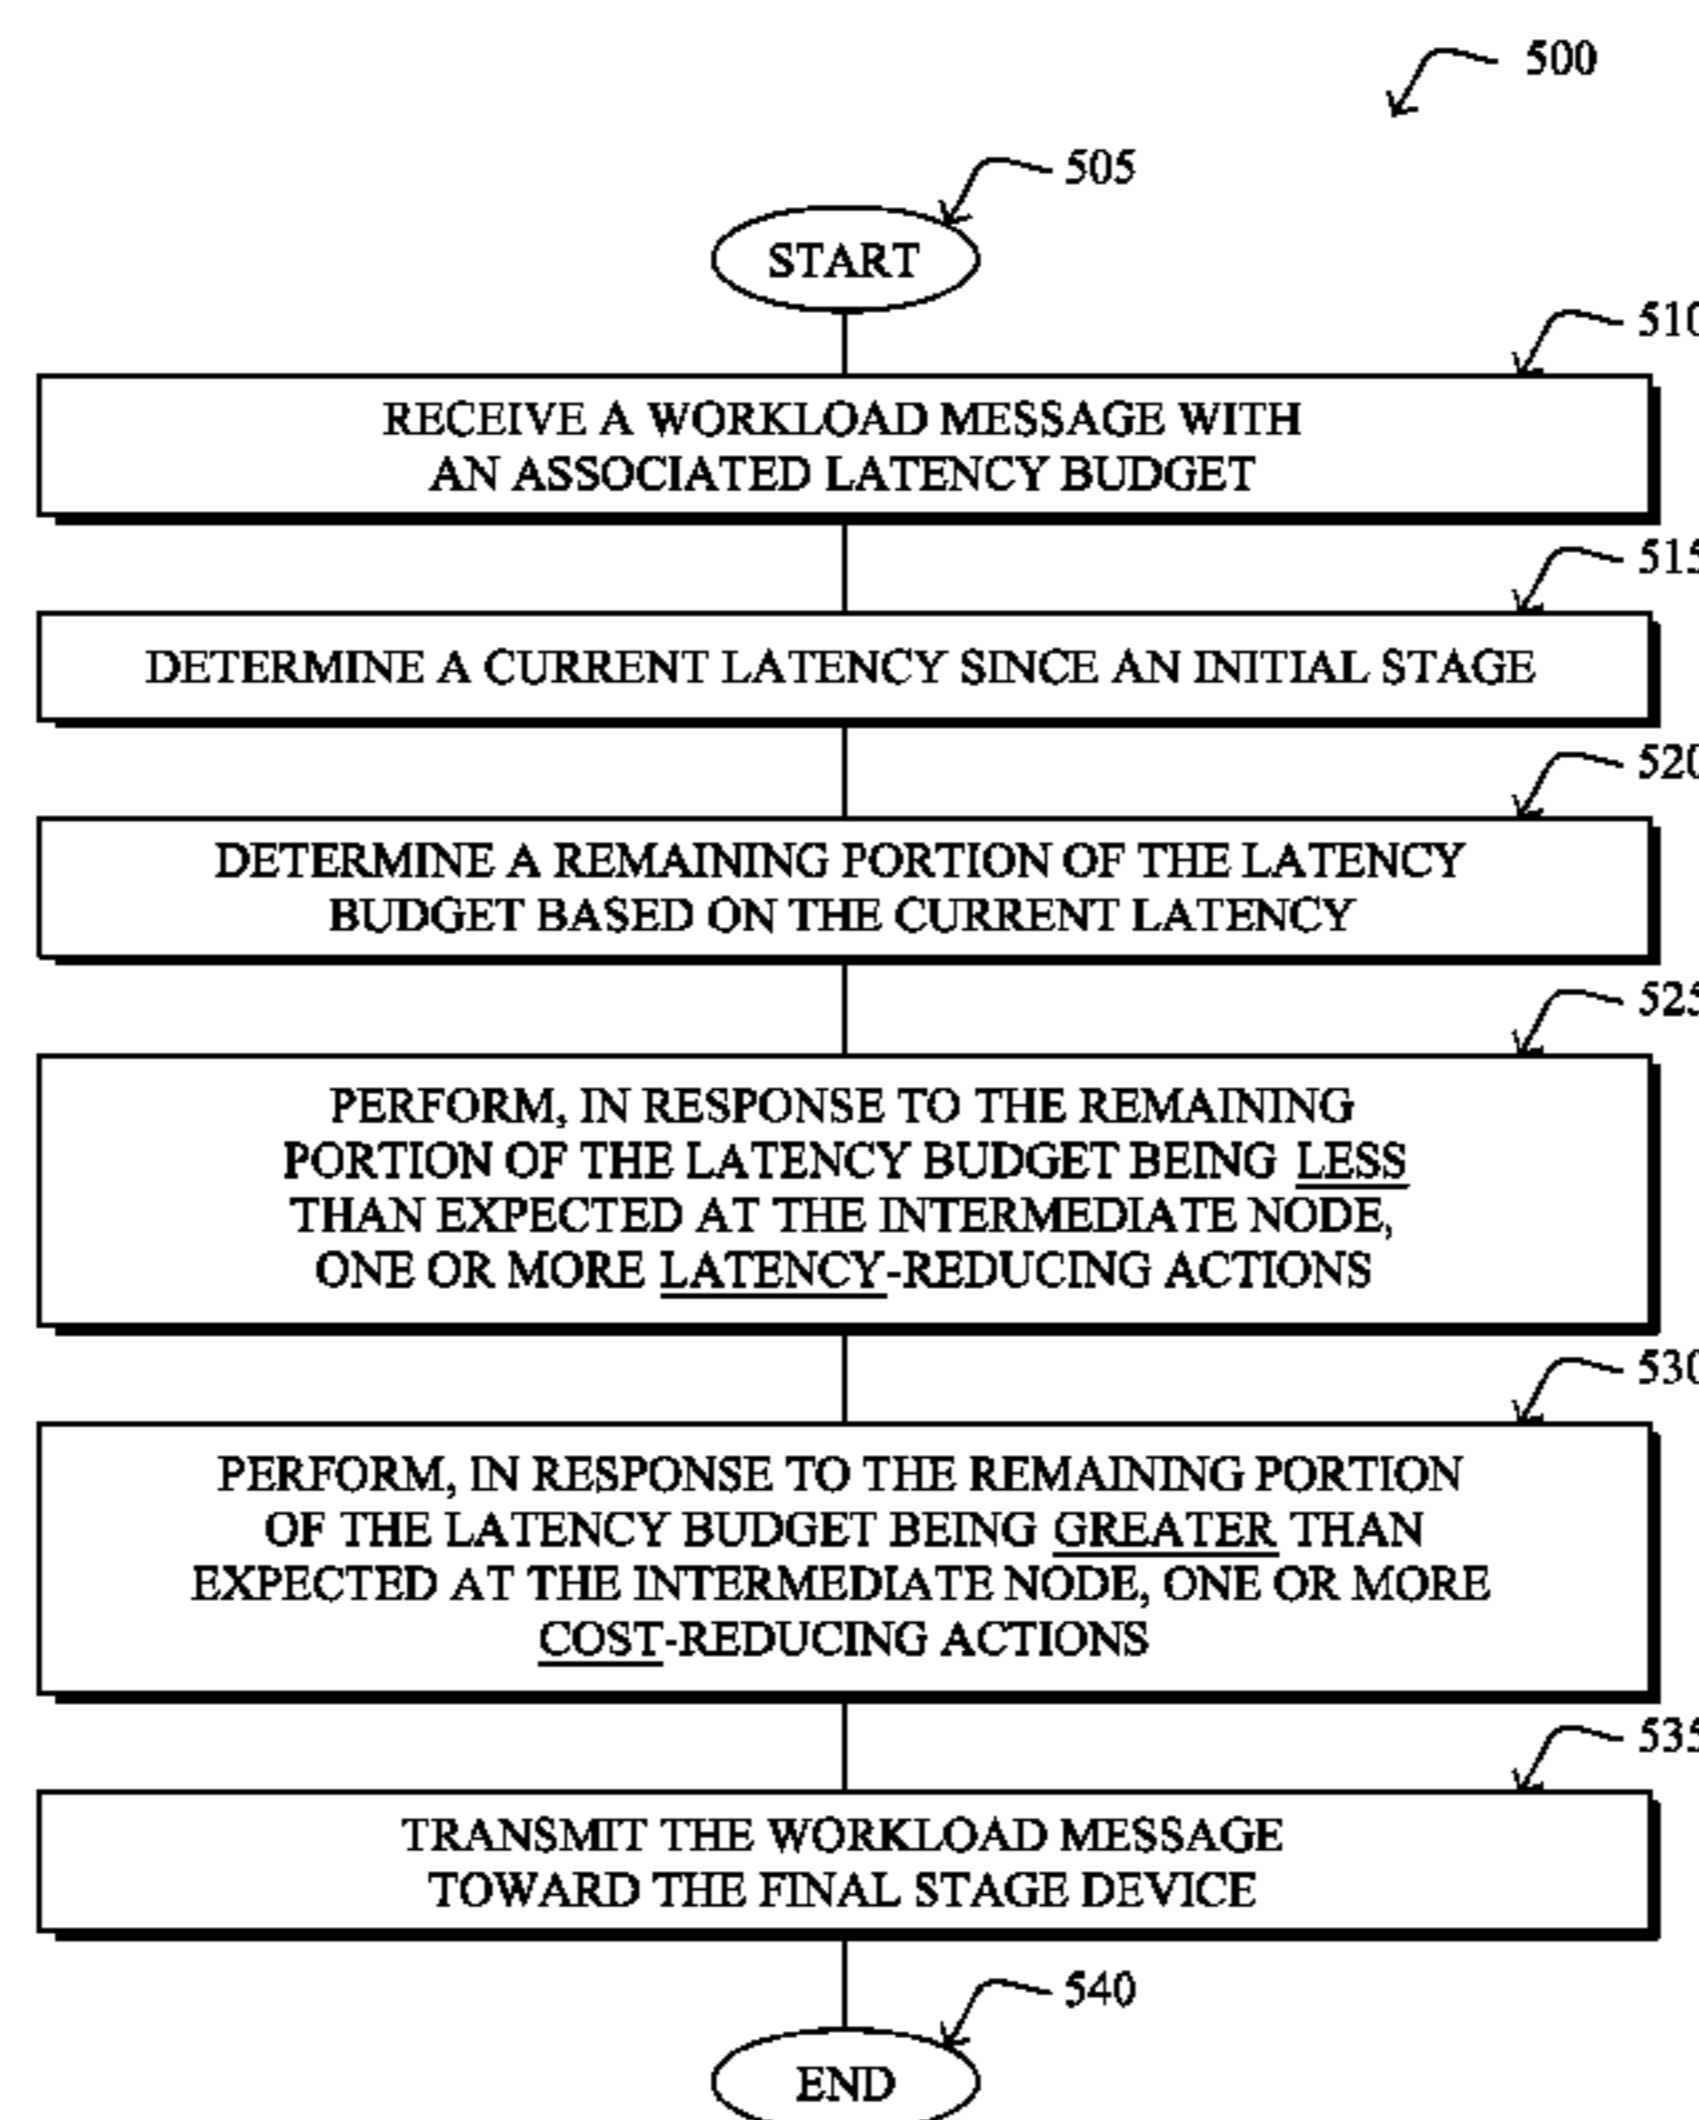 500
505
START
510
RECEIVE A WORKLOAD MESSAGE WITH
AN ASSOCIATED LATENCY BUDGET
515
DETERMINE A CURRENT LATENCY SINCE AN INITIAL STAGE
520
DETERMINE A REMAINING PORTION OF THE LATENCY
BUDGET BASED ON THE CURRENT LATENCY
525
PERFORM, IN RESPONSE TO THE REMAINING
PORTION OF THE LATENCY BUDGET BEING LESS
THAN EXPECTED AT THE INTERMEDIATE NODE,
ONE OR MORE LATENCY-REDUCING ACTIONS
530
PERFORM, IN RESPONSE TO THE REMAINING PORTION
OF THE LATENCY BUDGET BEING GREATER THAN
EXPECTED AT THE INTERMEDIATE NODE, ONE OR MORE
COST-REDUCING ACTIONS
535
TRANSMIT THE WORKLOAD MESSAGE
TOWARD THE FINAL STAGE DEVICE
540
END